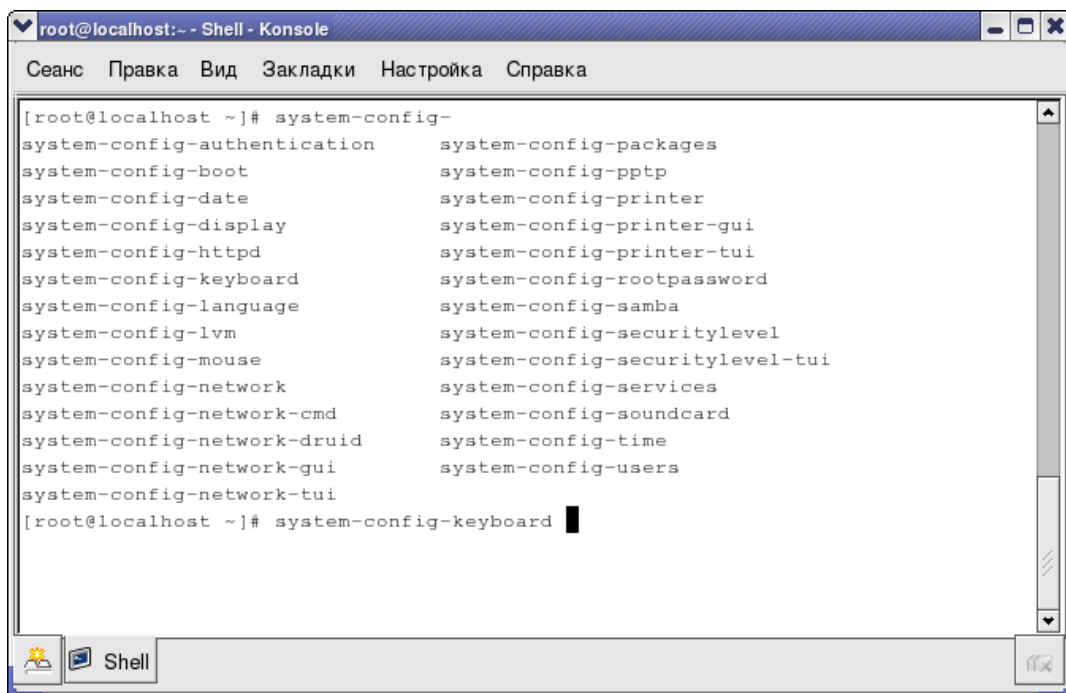 root@localhost:~ - Shell - Konsole
Сеанс Правка Вид Закладки Настройка Справка
[root@localhost ~]# system-config-
system-config-authentication system-config-packages
system-config-boot system-config-pptp
system-config-date system-config-printer
system-config-display system-config-printer-gui
system-config-httpd system-config-printer-tui
system-config-keyboard system-config-rootpassword
system-config-language system-config-samba
system-config-lvm system-config-securitylevel
system-config-mouse system-config-securitylevel-tui
system-config-network system-config-services
system-config-network-cmd system-config-soundcard
system-config-network-druid system-config-time
system-config-network-gui system-config-users
system-config-network-tui
[root@localhost ~]# system-config-keyboard
Shell